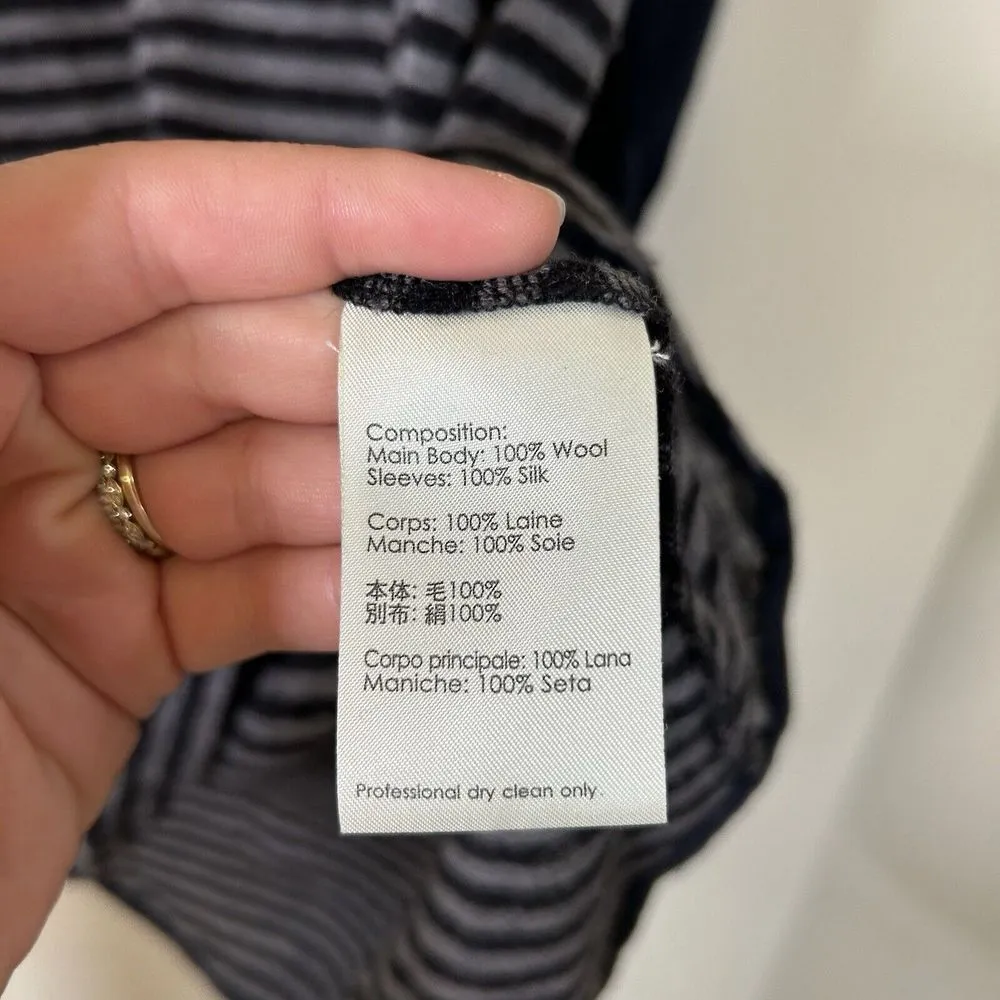 Composition:
Main Body: 100% Wool
Sleeves: 100% Silk
Corps: 100% Laine
Manche: 100% Soie
本体: 毛100%
別布: 絹100%
Corpo principale: 100% Lana
Maniche: 100% Seta
Professional dry clean only.